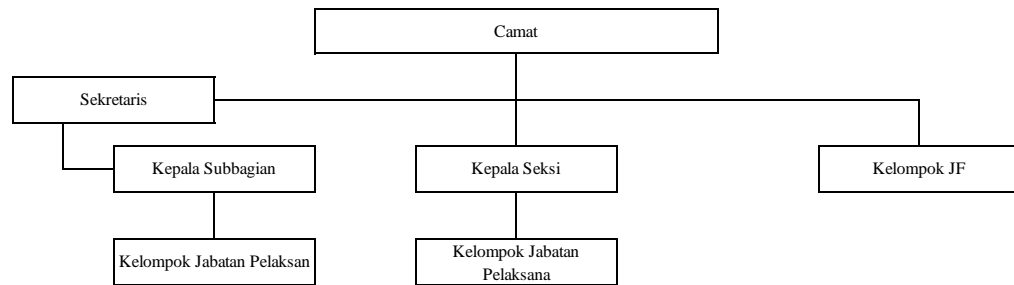 Camat
Sekretaris
Kepala Subbagian
Kepala Seksi
Kelompok JF
Kelompok Jabatan Pelaksan
Kelompok Jabatan
Pelaksana